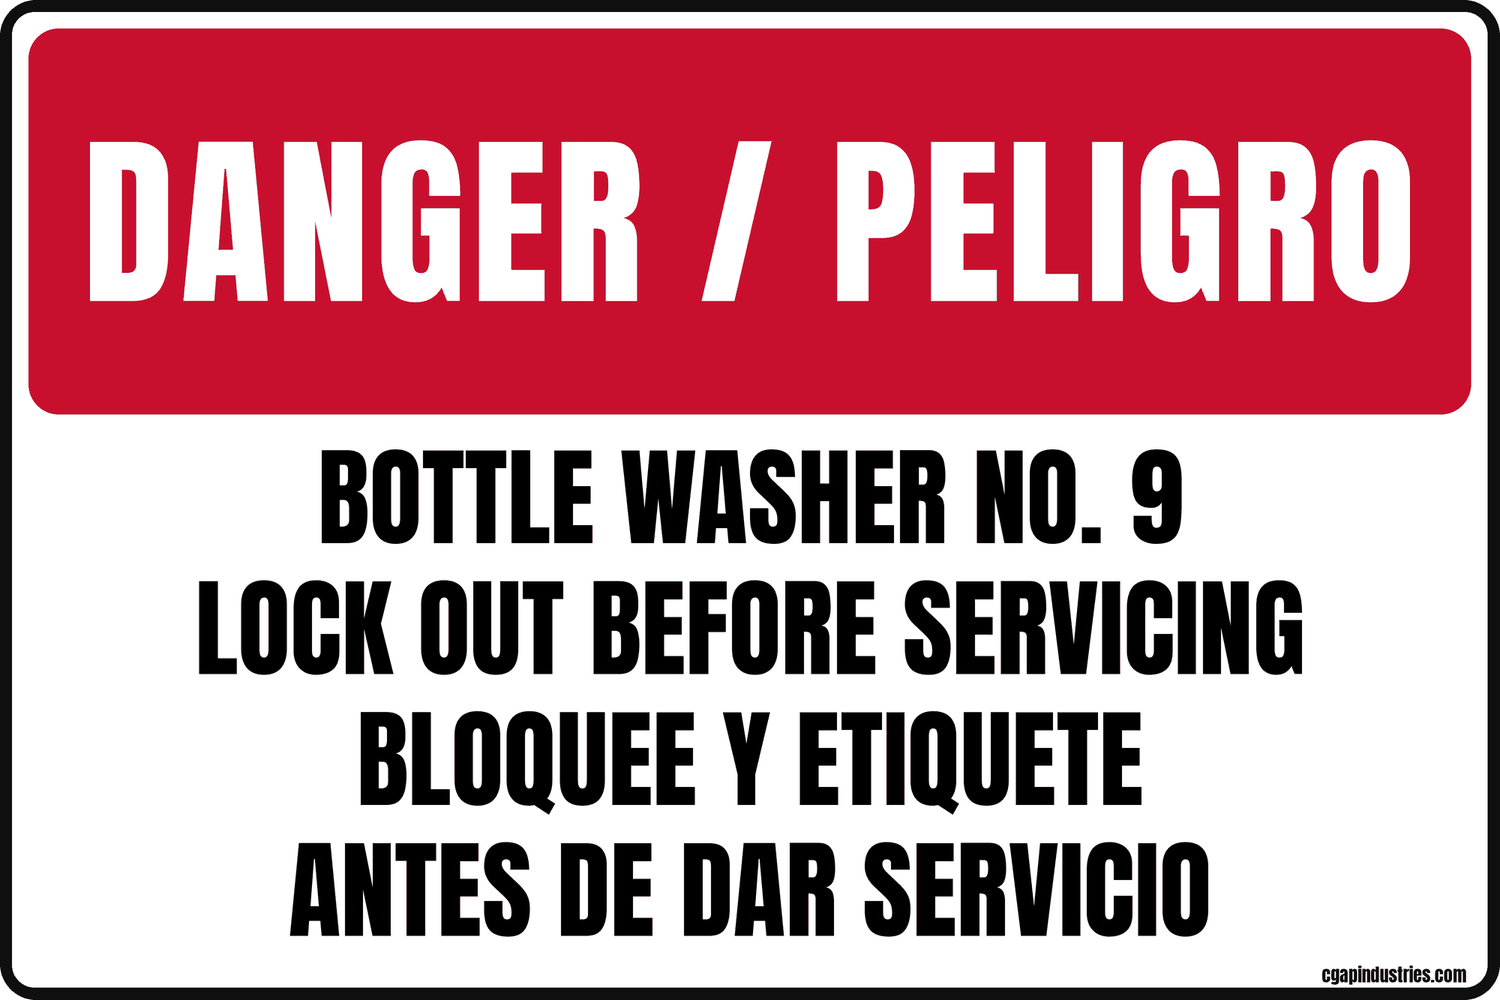 DANGER / PELIGRO
BOTTLE WASHER NO. 9
LOCK OUT BEFORE SERVICING
BLOQUEE Y ETIQUETE
ANTES DE DAR SERVICIO
cgapindustries.com